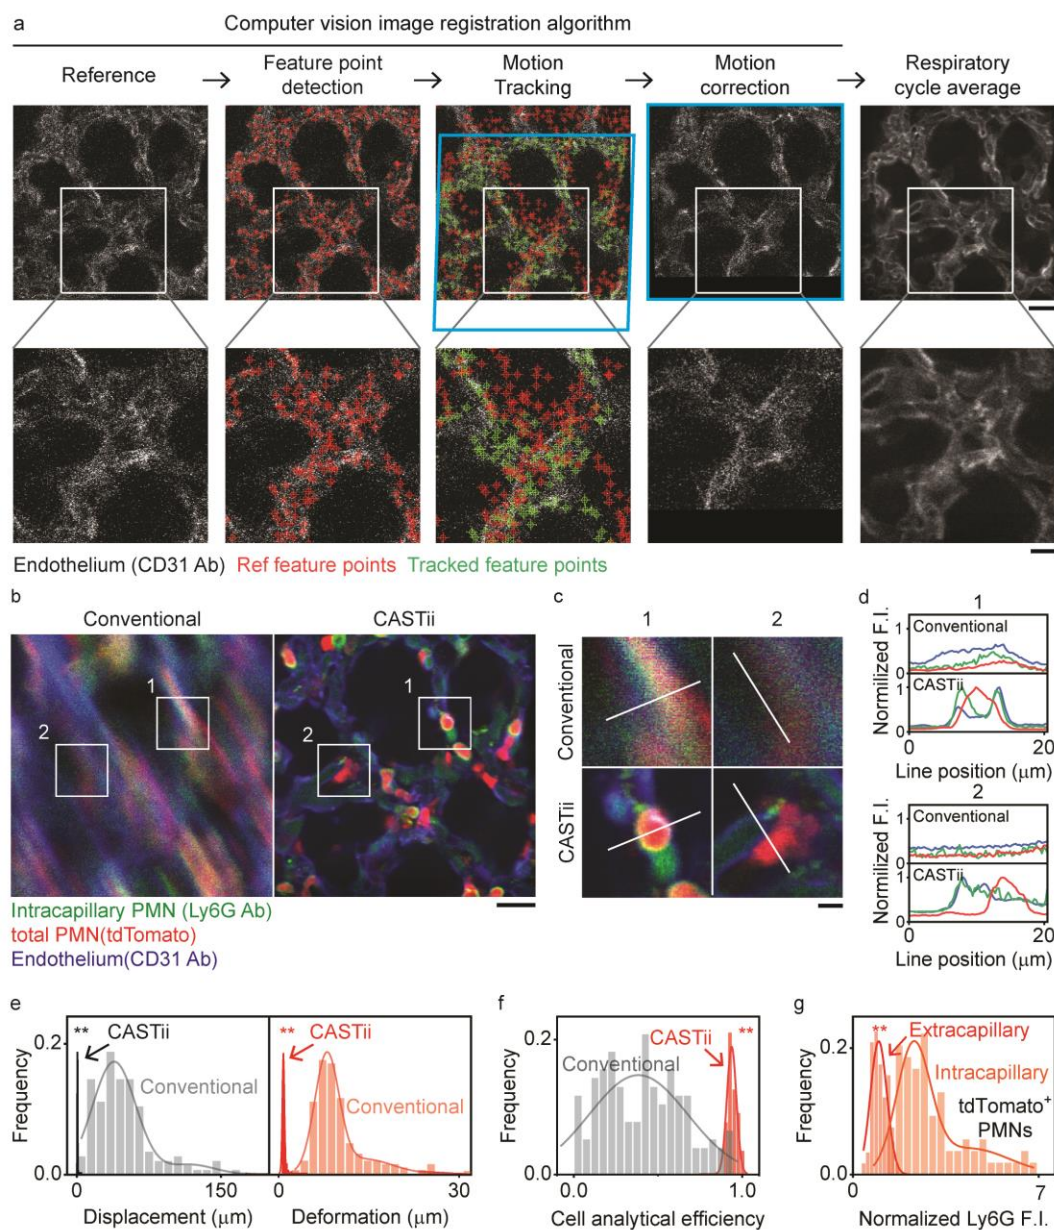 a
Computer vision image registration algorithm
Reference → Feature point detection → Motion Tracking → Motion correction → Respiratory cycle average
Endothelium (CD31 Ab) Ref feature points Tracked feature points
b
Conventional CASTii
1
2
1
2
Intracapillary PMN (Ly6G Ab)
total PMN(tdTomato)
Endothelium(CD31 Ab)
c
1 2
Conventional
CASTii
d
1
Normalized F.I.
1
Conventional
0
1
CASTii
0
0 20
Line position (μm)
2
Normalized F.I.
1
Conventional
0
1
CASTii
0
0 20
Line position (μm)
e
Frequency
0.2
0.0
** CASTii
Conventional
0 150
Displacement (μm)
** CASTii
Conventional
0 30
Deformation (μm)
f
Frequency
0.2
0.0
CASTii **
Conventional
0.0 1.0
Cell analytical efficiency
g
Frequency
0.2
0.0
** Extracapillary
Intracapillary
tdTomato+
PMNs
0 7
Normalized Ly6G F.I.